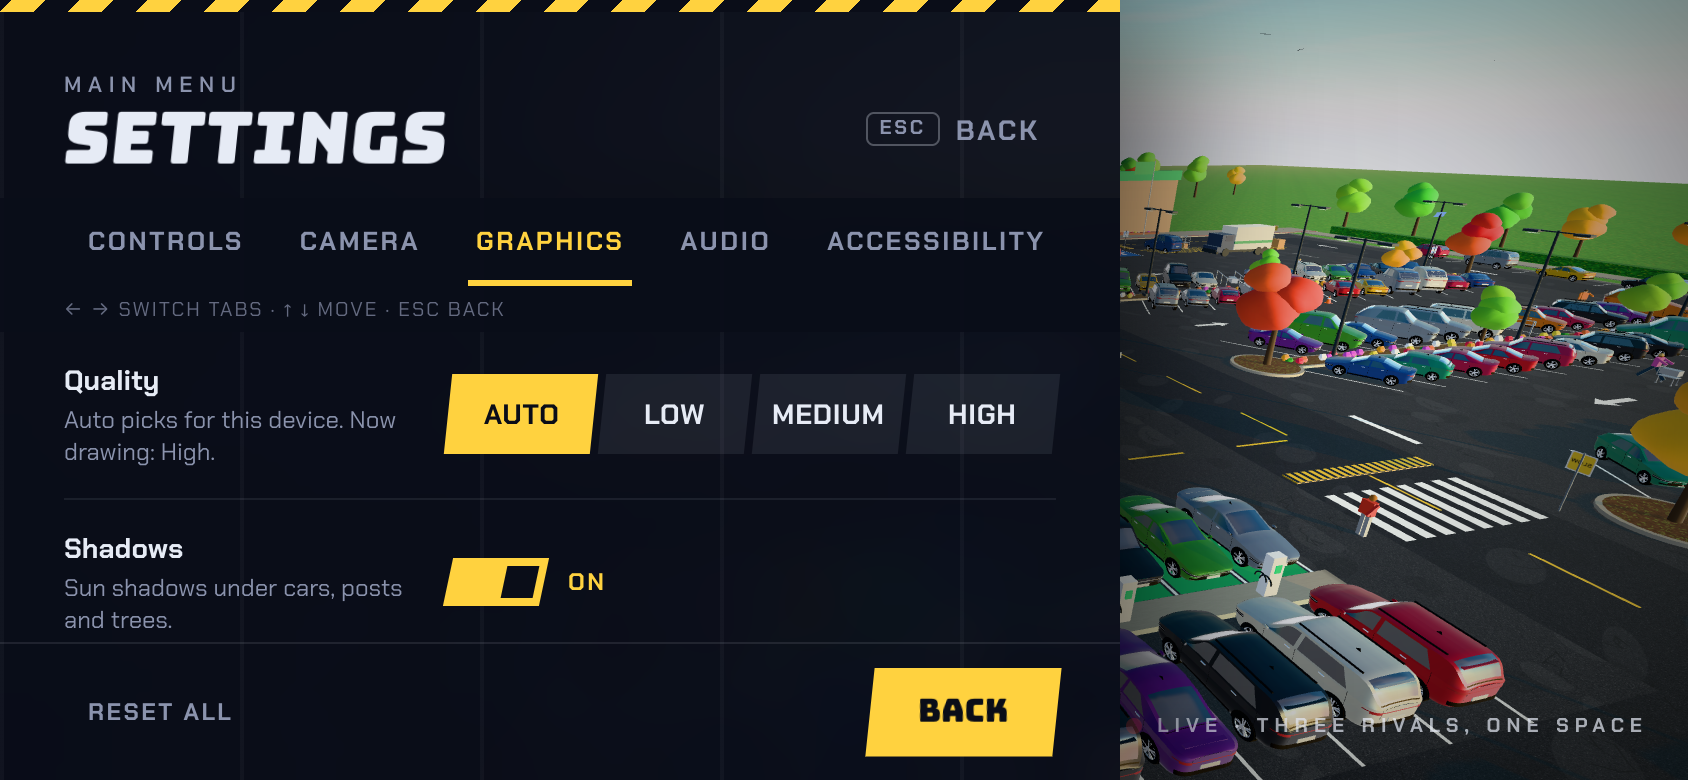 MAIN MENU
SETTINGS
ESC BACK
CONTROLS CAMERA GRAPHICS AUDIO ACCESSIBILITY
← → SWITCH TABS · ↑ ↓ MOVE · ESC BACK
Quality
Auto picks for this device. Now
drawing: High.
AUTO LOW MEDIUM HIGH
Shadows
Sun shadows under cars, posts
and trees.
ON
RESET ALL
BACK
LIVE · THREE RIVALS, ONE SPACE